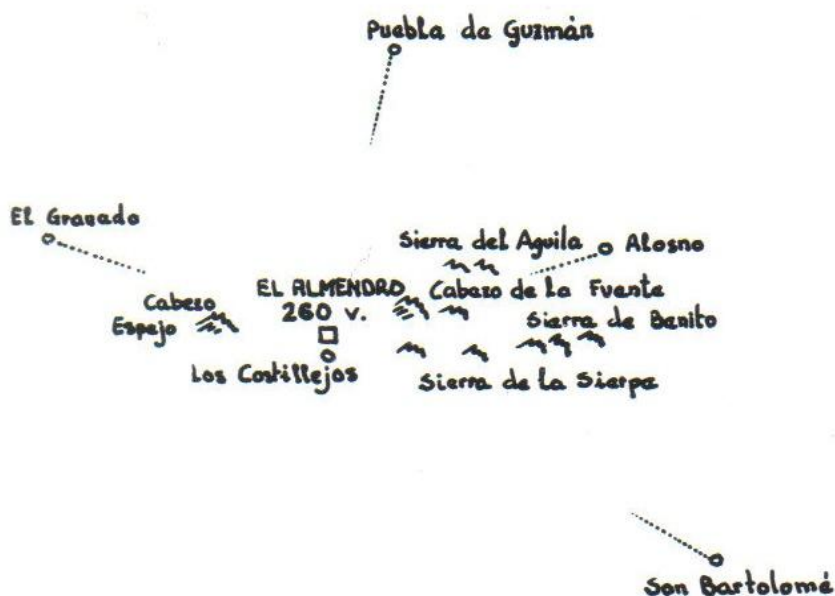 Puebla de Guzmán
El Granado
Sierra del Aguila
Alosno
EL ALMENDRO
260 v.
Cabezo de la Fuente
Cabezo
Espejo
Sierra de Benito
Los Castillejos
Sierra de la Sierpe
San Bartolomé